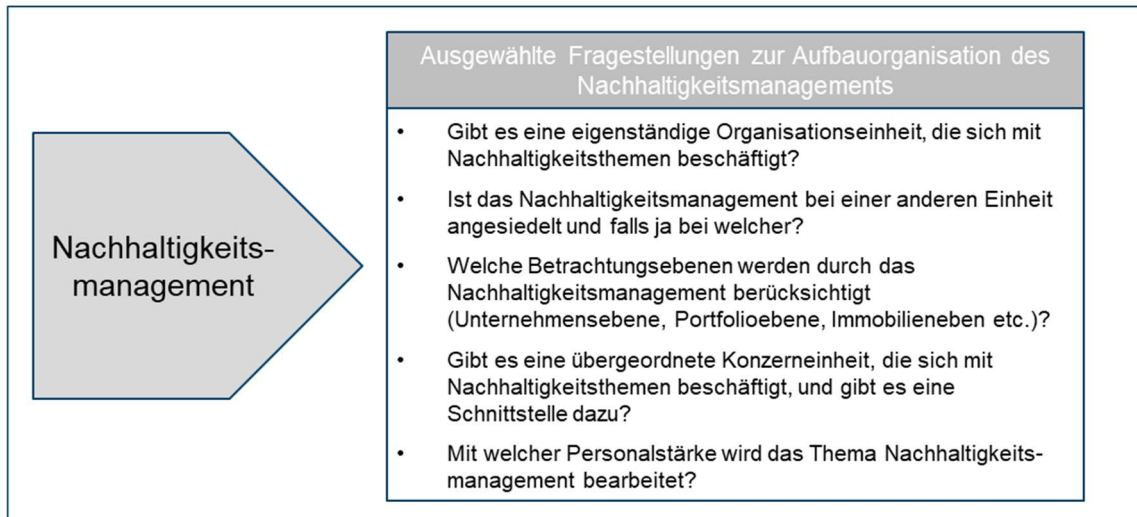 Ausgewählte Fragestellungen zur Aufbauorganisation des
Nachhaltigkeitsmanagements
Nachhaltigkeits-
management
• Gibt es eine eigenständige Organisationseinheit, die sich mit
Nachhaltigkeitsthemen beschäftigt?
• Ist das Nachhaltigkeitsmanagement bei einer anderen Einheit
angesiedelt und falls ja bei welcher?
• Welche Betrachtungsebenen werden durch das
Nachhaltigkeitsmanagement berücksichtigt
(Unternehmensebene, Portfolioebene, Immobilieneben etc.)?
• Gibt es eine übergeordnete Konzerneinheit, die sich mit
Nachhaltigkeitsthemen beschäftigt, und gibt es eine
Schnittstelle dazu?
• Mit welcher Personalstärke wird das Thema Nachhaltigkeits-
management bearbeitet?